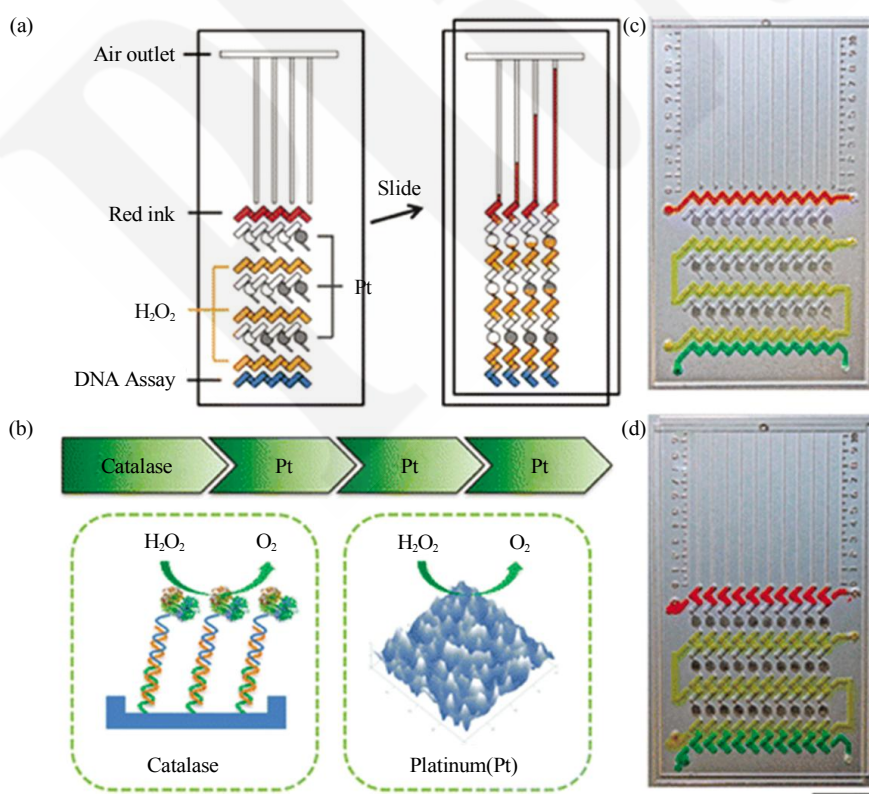 (a)
Air outlet
Red ink
H₂O₂
DNA Assay
Slide
Pt
(b)
Catalase
Pt
Pt
Pt
H₂O₂
O₂
Catalase
H₂O₂
O₂
Platinum(Pt)
(c)
(d)